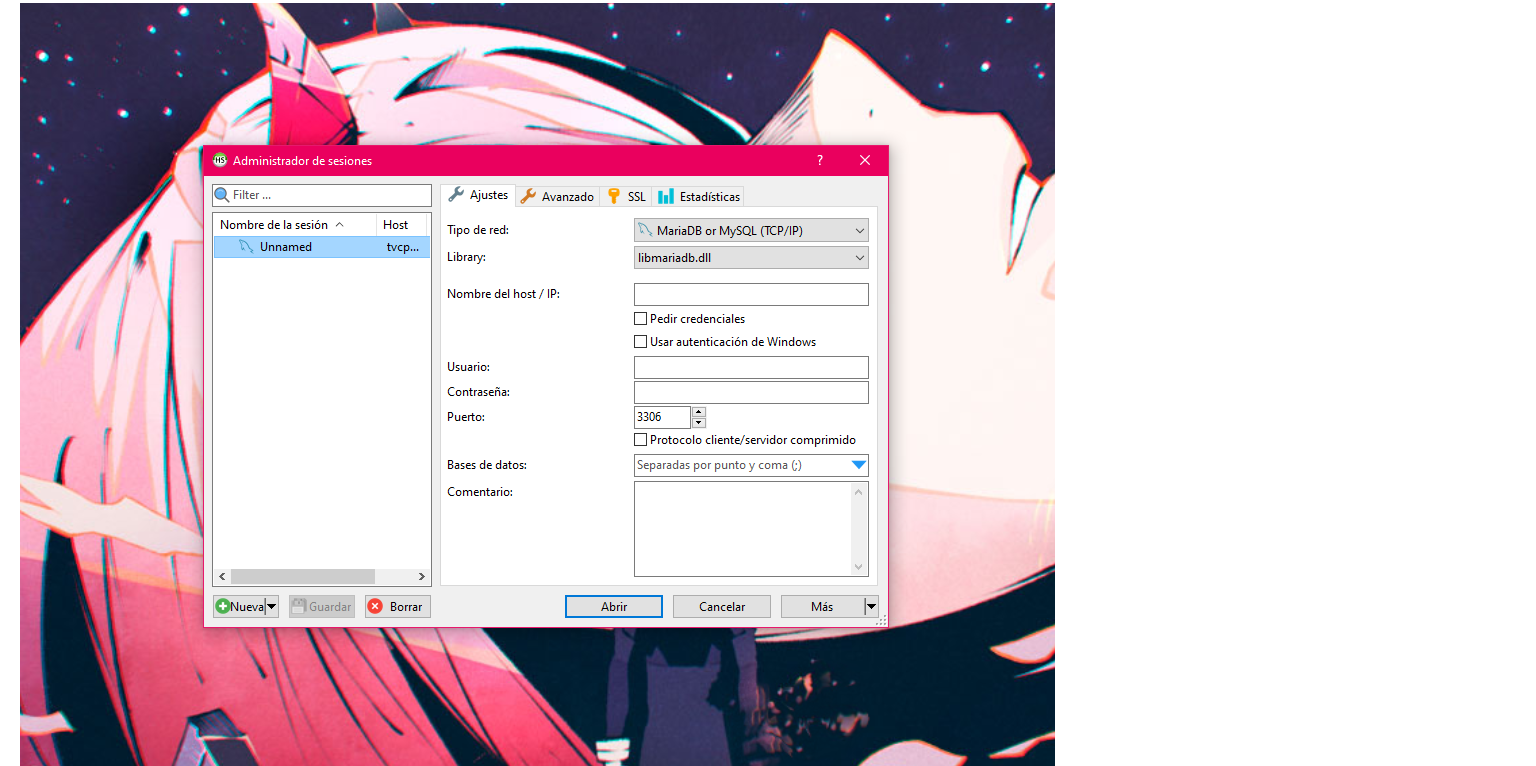 HS Administrador de sesiones ?
Filter ...
Nombre de la sesión Host
Unnamed tvcp...
Ajustes Avanzado SSL Estadísticas
Tipo de red: MariaDB or MySQL (TCP/IP)
Library: libmariadb.dll
Nombre del host / IP:
Pedir credenciales
Usar autenticación de Windows
Usuario:
Contraseña:
Puerto: 3306
Protocolo cliente/servidor comprimido
Bases de datos: Separadas por punto y coma (;)
Comentario:
Nueva Guardar Borrar Abrir Cancelar Más